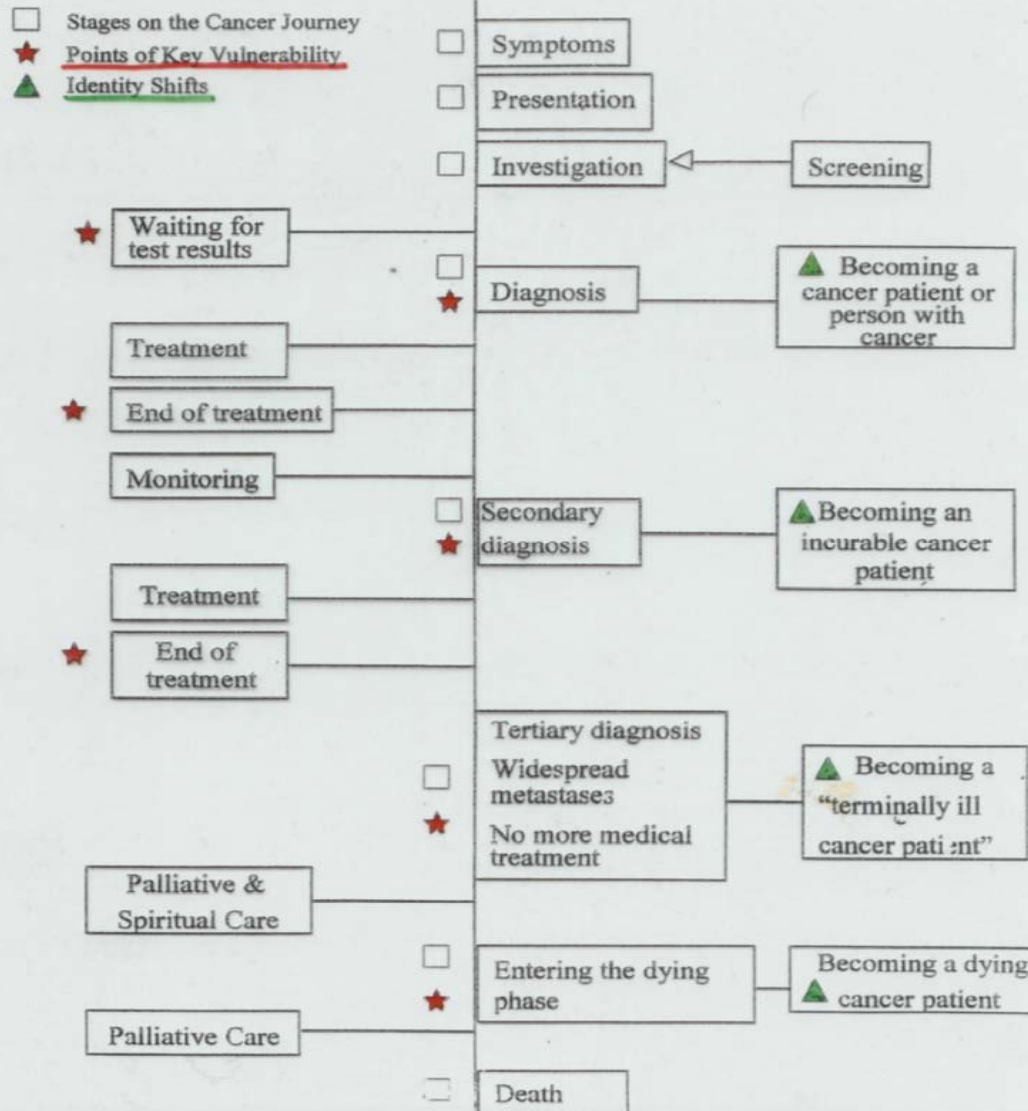 Stages on the Cancer Journey
Points of Key Vulnerability
Identity Shifts
Symptoms
Presentation
Investigation
Screening
Waiting for
test results
Diagnosis
Becoming a
cancer patient or
person with
cancer
Treatment
End of treatment
Monitoring
Secondary
diagnosis
Becoming an
incurable cancer
patient
Treatment
End of
treatment
Tertiary diagnosis
Widespread
metastases
No more medical
treatment
Becoming a
“terminally ill
cancer patient”
Palliative &
Spiritual Care
Entering the dying
phase
Becoming a dying
cancer patient
Palliative Care
Death